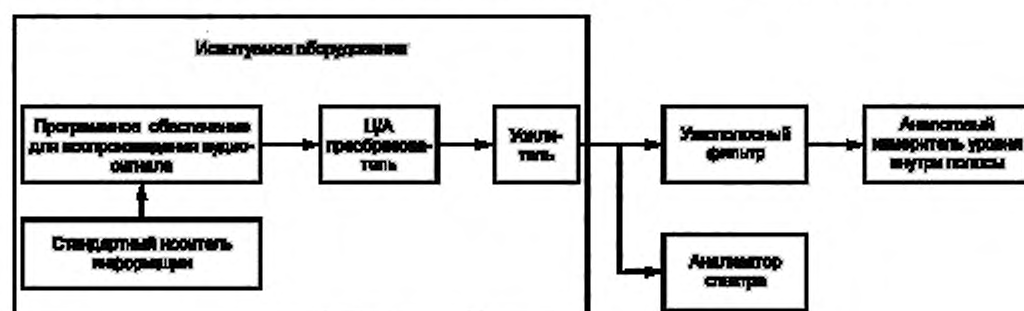 Испытуемое оборудование
Программное обеспечение
для воспроизведения аудио-
сигнала
Ц/А
преобразова-
тель
Усили-
тель
Узкополосный
фильтр
Аналоговый
измеритель уровня
внутри полосы
Стандартный носитель
информации
Анализатор
спектра